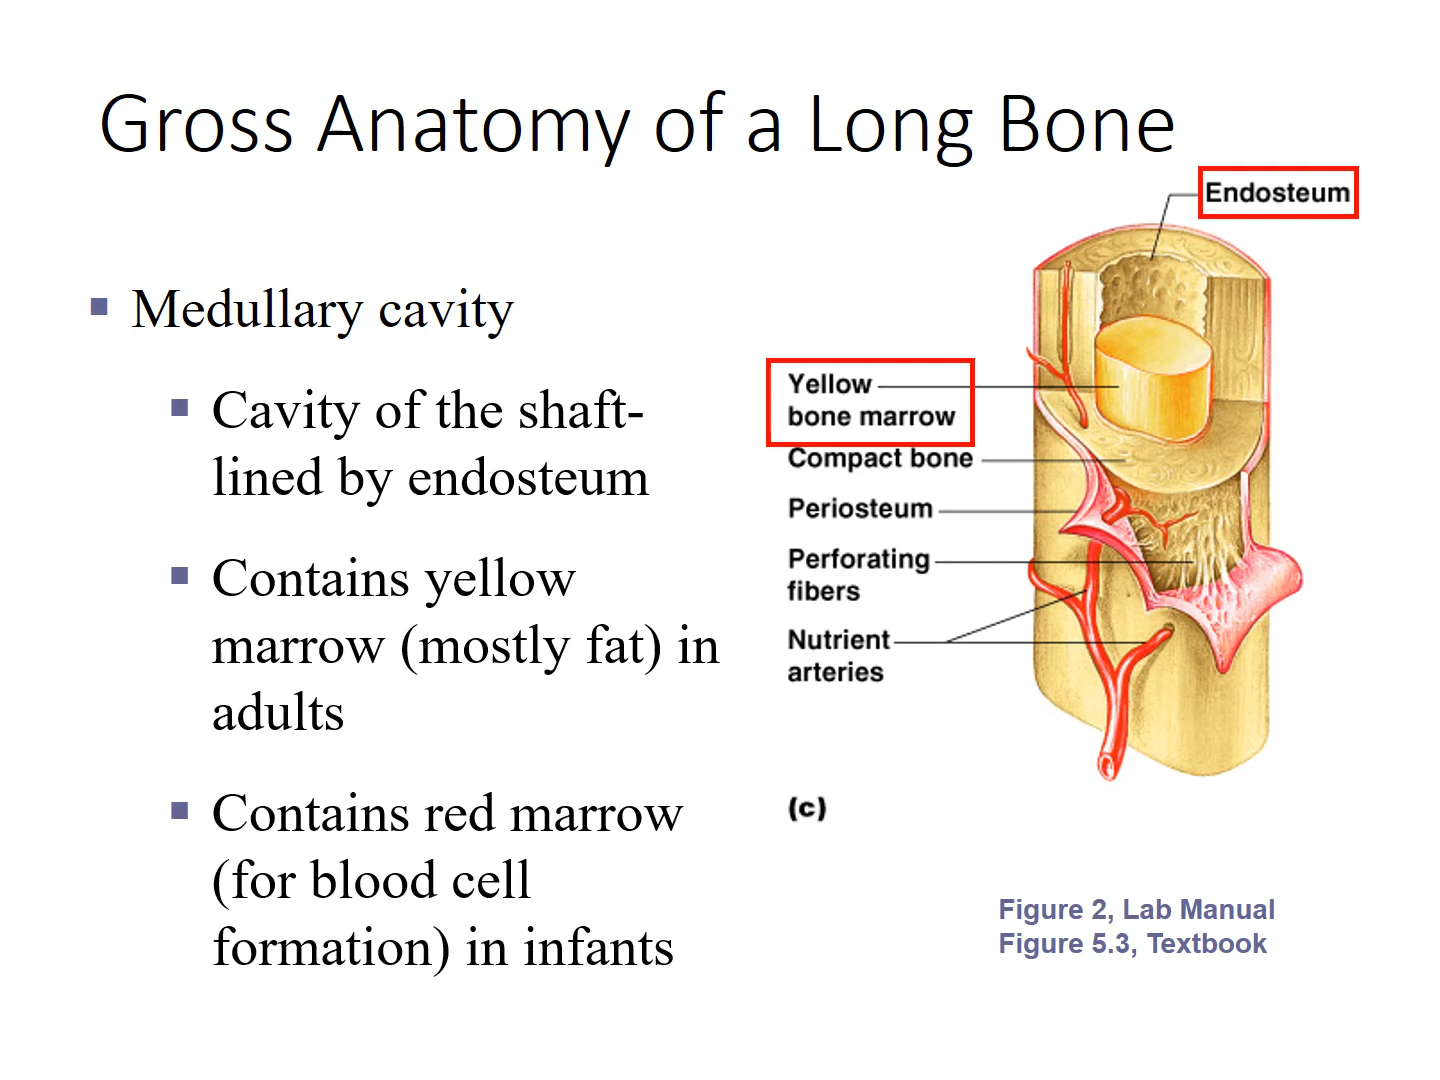 Gross Anatomy of a Long Bone
Endosteum
▪ Medullary cavity
▪ Cavity of the shaft-
lined by endosteum
▪ Contains yellow
marrow (mostly fat) in
adults
▪ Contains red marrow
(for blood cell
formation) in infants
Yellow
bone marrow
Compact bone
Periosteum
Perforating
fibers
Nutrient
arteries
(c)
Figure 2, Lab Manual
Figure 5.3, Textbook